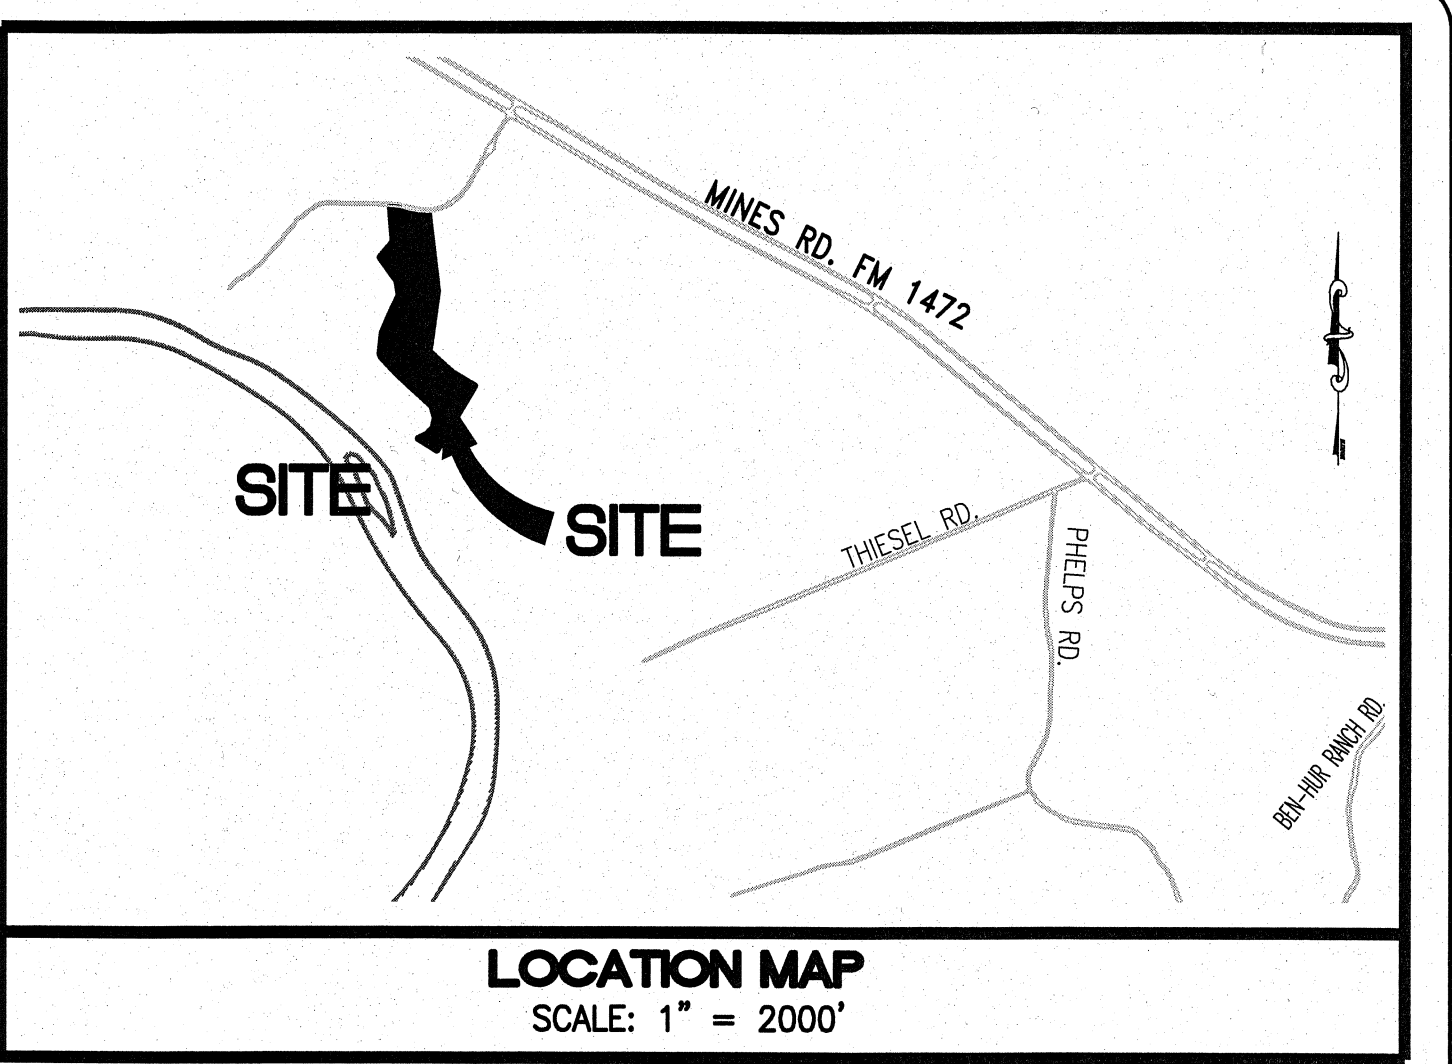 MINES RD. FM 1472
SITE
SITE
THIESEL RD.
PHELPS RD.
BEN-HUR RANCH RD.
LOCATION MAP
SCALE: 1" = 2000'